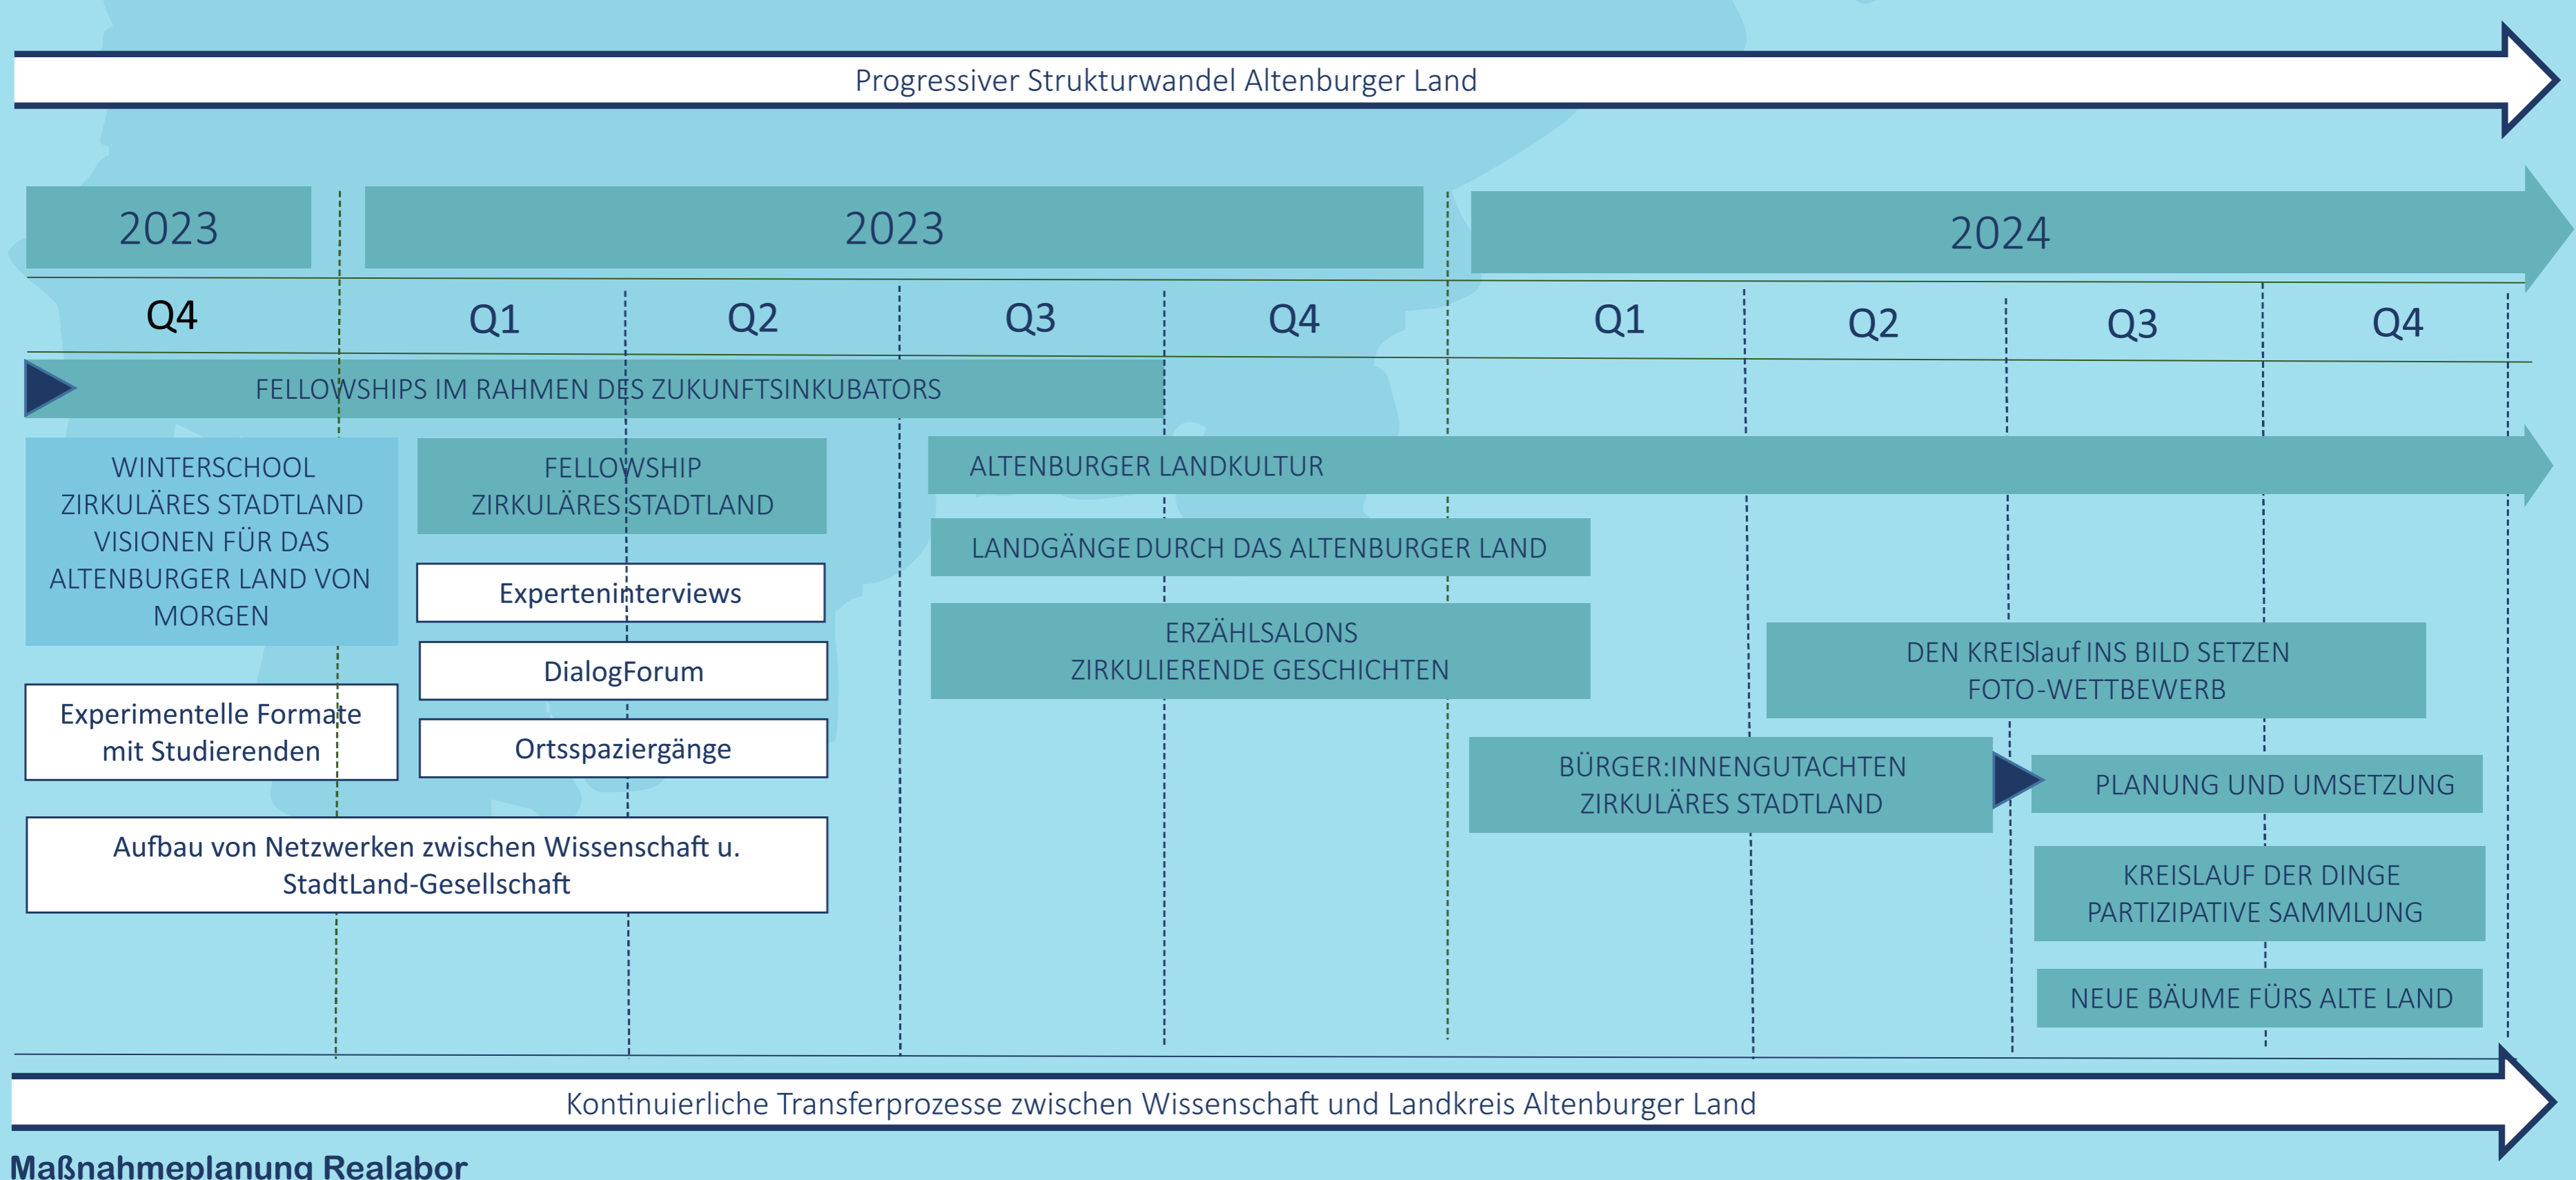 Progressiver Strukturwandel Altenburger Land
2023
2023
2024
Q4
Q1
Q2
Q3
Q4
Q1
Q2
Q3
Q4
FELLOWSHIPS IM RAHMEN DES ZUKUNFTSINKUBATORS
WINTERSCHOOL
ZIRKULÄRES STADTLAND
VISIONEN FÜR DAS
ALTENBURGER LAND VON
MORGEN
Experimentelle Formate
mit Studierenden
FELLOWSHIP
ZIRKULÄRES STADTLAND
Experteninterviews
DialogForum
Ortsspaziergänge
Aufbau von Netzwerken zwischen Wissenschaft u.
StadtLand-Gesellschaft
ALTENBURGER LANDKULTUR
LANDGÄNGE DURCH DAS ALTENBURGER LAND
ERZÄHLSALONS
ZIRKULIERENDE GESCHICHTEN
DEN KREISlauf INS BILD SETZEN
FOTO-WETTBEWERB
BÜRGER:INNENGUTACHTEN
ZIRKULÄRES STADTLAND
PLANUNG UND UMSETZUNG
KREISLAUF DER DINGE
PARTIZIPATIVE SAMMLUNG
NEUE BÄUME FÜRS ALTE LAND
Kontinuierliche Transferprozesse zwischen Wissenschaft und Landkreis Altenburger Land
Maßnahmeplanung Realabor